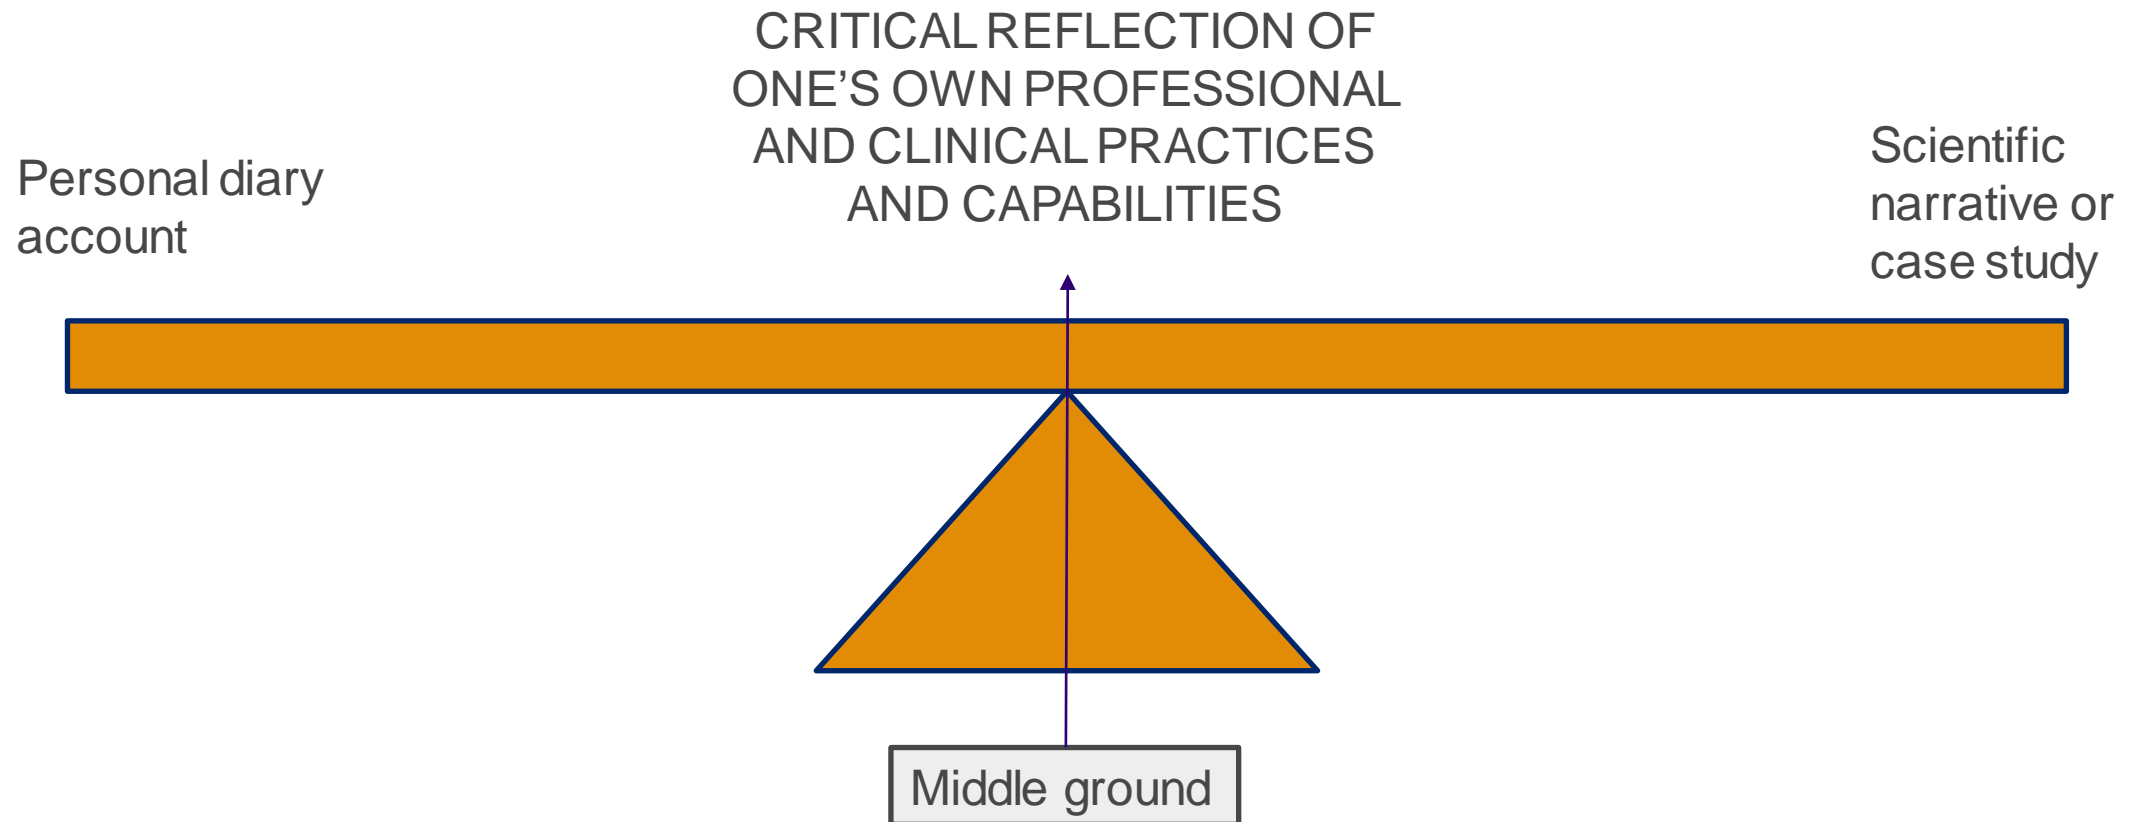 CRITICAL REFLECTION OF
ONE’S OWN PROFESSIONAL
AND CLINICAL PRACTICES
AND CAPABILITIES
Personal diary
account
Scientific
narrative or
case study
Middle ground